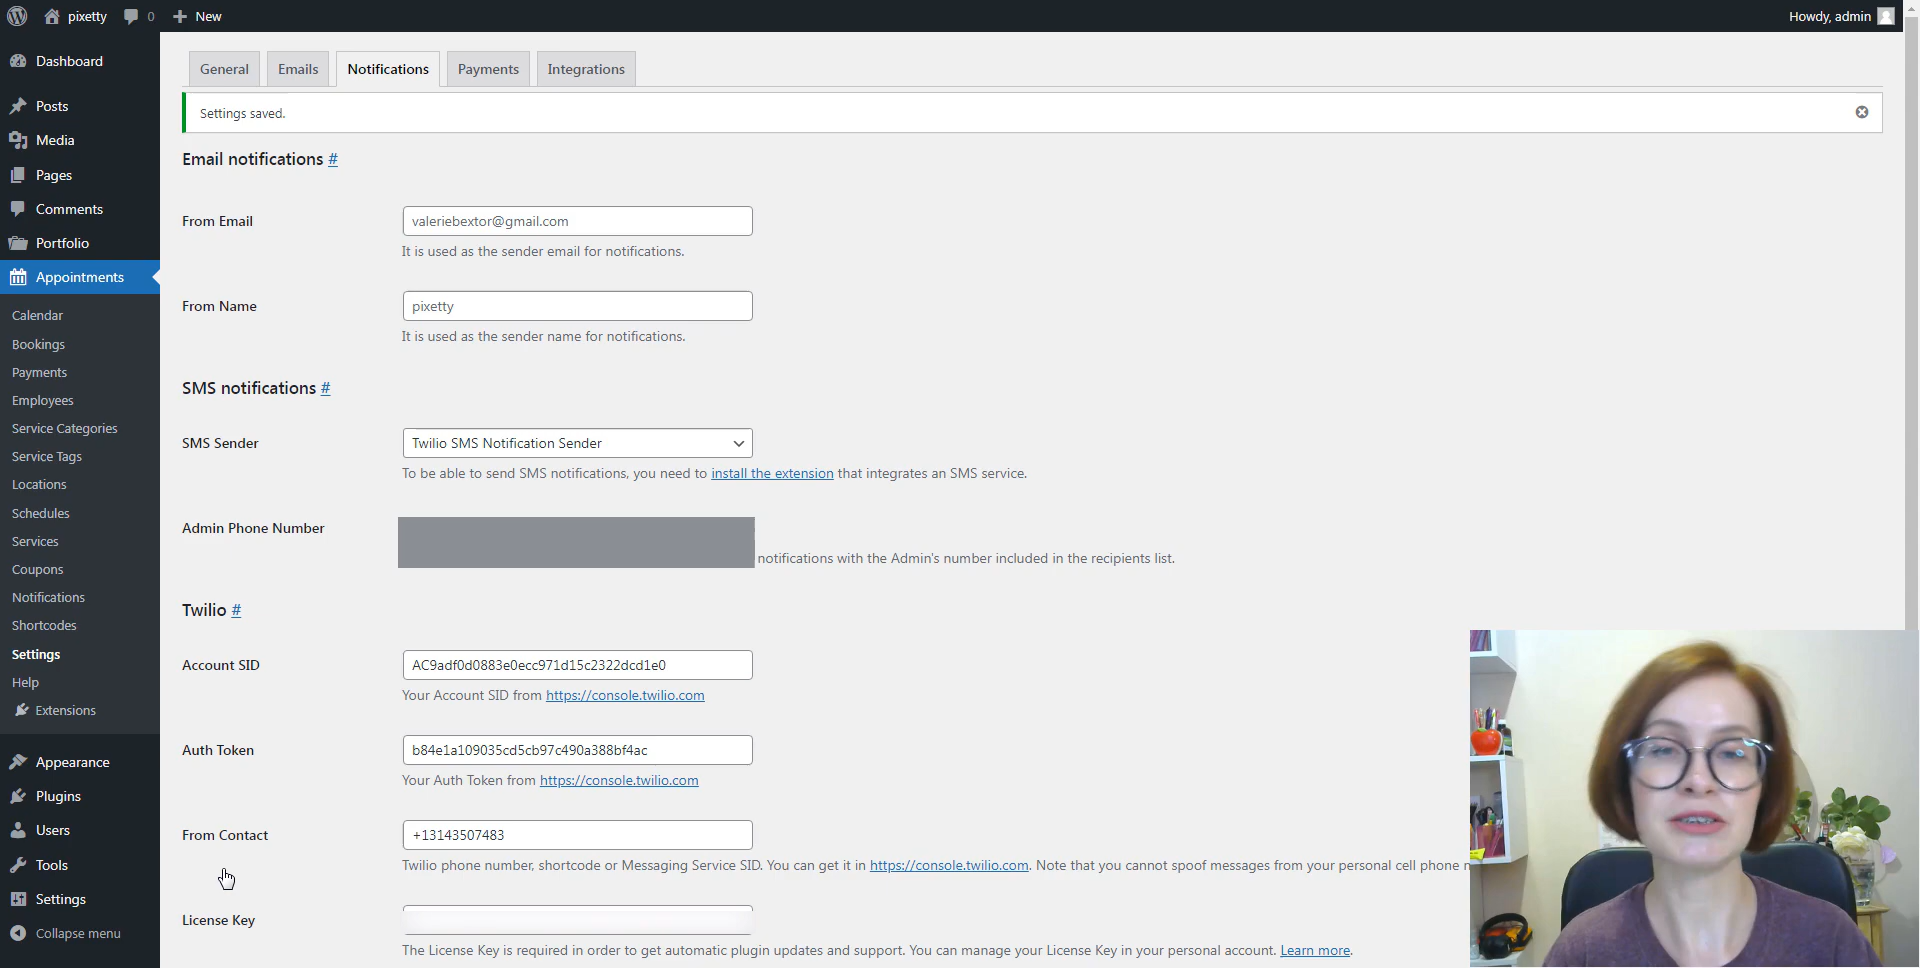 pixetty
0
New
Howdy, admin
Dashboard
Posts
Media
Pages
Comments
Portfolio
Appointments
Calendar
Bookings
Payments
Employees
Service Categories
Service Tags
Locations
Schedules
Services
Coupons
Notifications
Shortcodes
Settings
Help
Extensions
Appearance
Plugins
Users
Tools
Settings
Collapse menu
General
Emails
Notifications
Payments
Integrations
Settings saved.
Email notifications #
From Email
valeriebextor@gmail.com
It is used as the sender email for notifications.
From Name
pixetty
It is used as the sender name for notifications.
SMS notifications #
SMS Sender
Twilio SMS Notification Sender
To be able to send SMS notifications, you need to install the extension that integrates an SMS service.
Admin Phone Number
notifications with the Admin's number included in the recipients list.
Twilio #
Account SID
AC9adf0d0883e0ecc971d15c2322dcd1e0
Your Account SID from https://console.twilio.com
Auth Token
b84e1a109035cd5cb97c490a388bf4ac
Your Auth Token from https://console.twilio.com
From Contact
+13143507483
Twilio phone number, shortcode or Messaging Service SID. You can get it in https://console.twilio.com. Note that you cannot spoof messages from your personal cell phone
License Key
The License Key is required in order to get automatic plugin updates and support. You can manage your License Key in your personal account. Learn more.